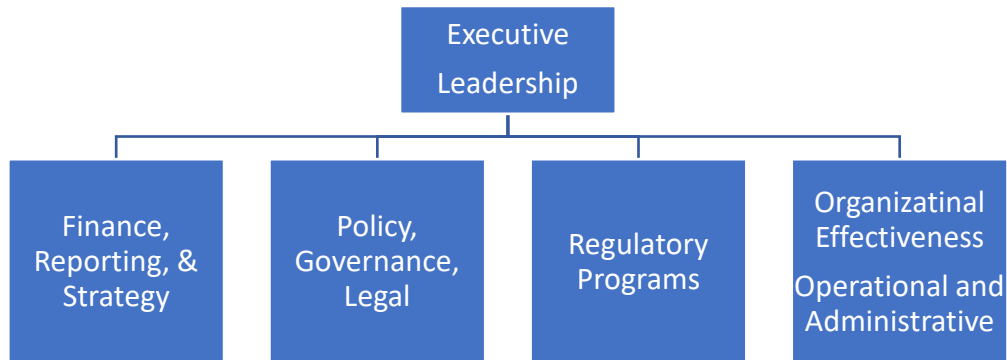 Executive
Leadership
Finance,
Reporting, &
Strategy
Policy,
Governance,
Legal
Regulatory
Programs
Organizatinal
Effectiveness
Operational and
Administrative